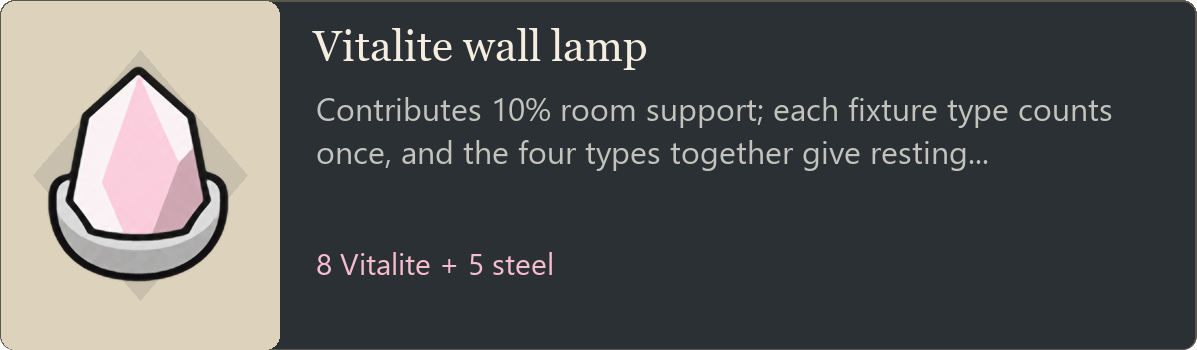 Vitalite wall lamp
Contributes 10% room support; each fixture type counts
once, and the four types together give resting...
8 Vitalite + 5 steel